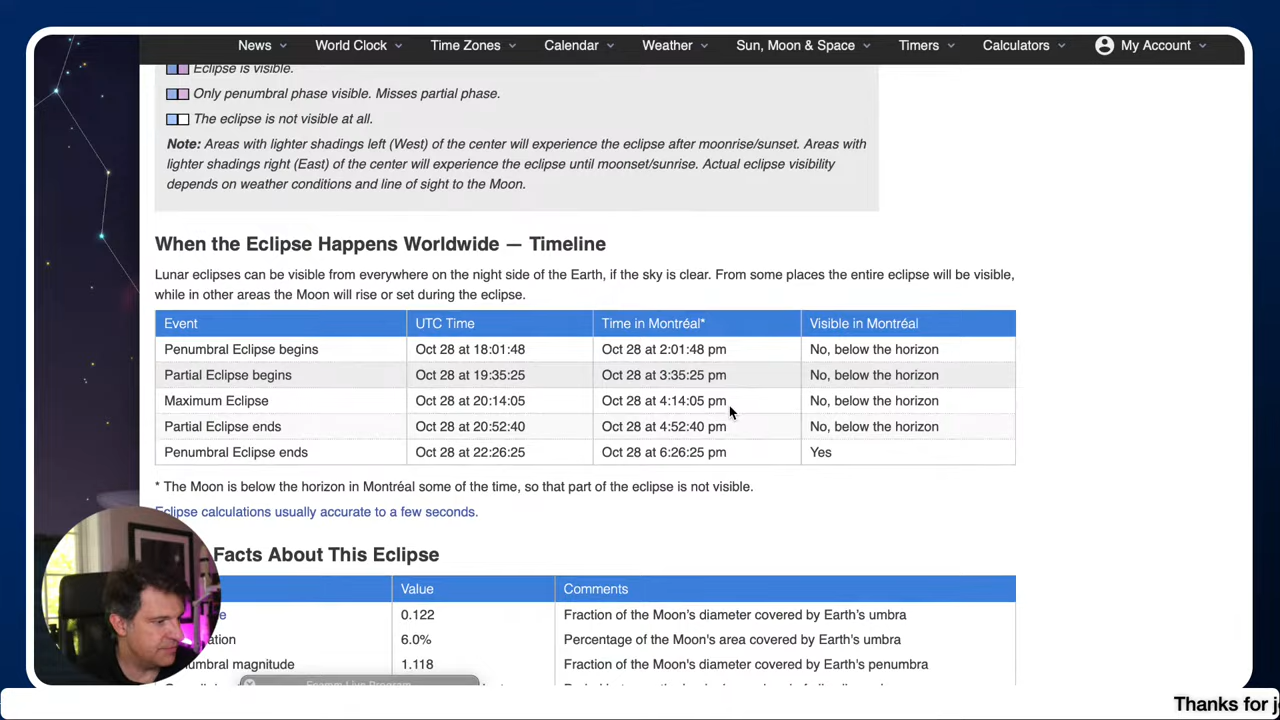 News World Clock Time Zones Calendar Weather Sun, Moon & Space Timers Calculators My Account
Eclipse is visible.
Only penumbral phase visible. Misses partial phase.
The eclipse is not visible at all.
Note: Areas with lighter shadings left (West) of the center will experience the eclipse after moonrise/sunset. Areas with
lighter shadings right (East) of the center will experience the eclipse until moonset/sunrise. Actual eclipse visibility
depends on weather conditions and line of sight to the Moon.
When the Eclipse Happens Worldwide — Timeline
Lunar eclipses can be visible from everywhere on the night side of the Earth, if the sky is clear. From some places the entire eclipse will be visible,
while in other areas the Moon will rise or set during the eclipse.
Event UTC Time Time in Montréal* Visible in Montréal
Penumbral Eclipse begins Oct 28 at 18:01:48 Oct 28 at 2:01:48 pm No, below the horizon
Partial Eclipse begins Oct 28 at 19:35:25 Oct 28 at 3:35:25 pm No, below the horizon
Maximum Eclipse Oct 28 at 20:14:05 Oct 28 at 4:14:05 pm No, below the horizon
Partial Eclipse ends Oct 28 at 20:52:40 Oct 28 at 4:52:40 pm No, below the horizon
Penumbral Eclipse ends Oct 28 at 22:26:25 Oct 28 at 6:26:25 pm Yes
* The Moon is below the horizon in Montréal some of the time, so that part of the eclipse is not visible.
Eclipse calculations usually accurate to a few seconds.
Facts About This Eclipse
Value Comments
0.122 Fraction of the Moon's diameter covered by Earth's umbra
6.0% Percentage of the Moon's area covered by Earth's umbra
magnitude 1.118 Fraction of the Moon's diameter covered by Earth's penumbra
Thanks for